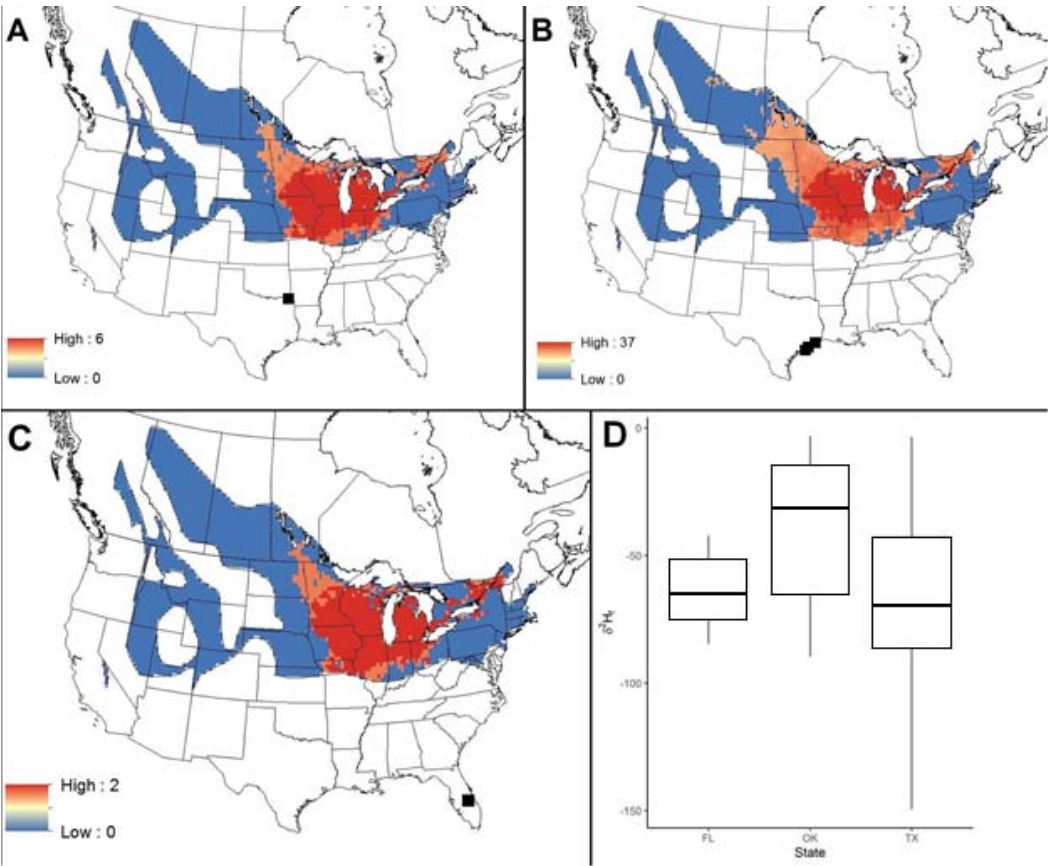 A
High : 6
Low : 0
B
High : 37
Low : 0
C
High : 2
Low : 0
D
0
-50
-100
-150
δ²Hf
FL OK TX
State